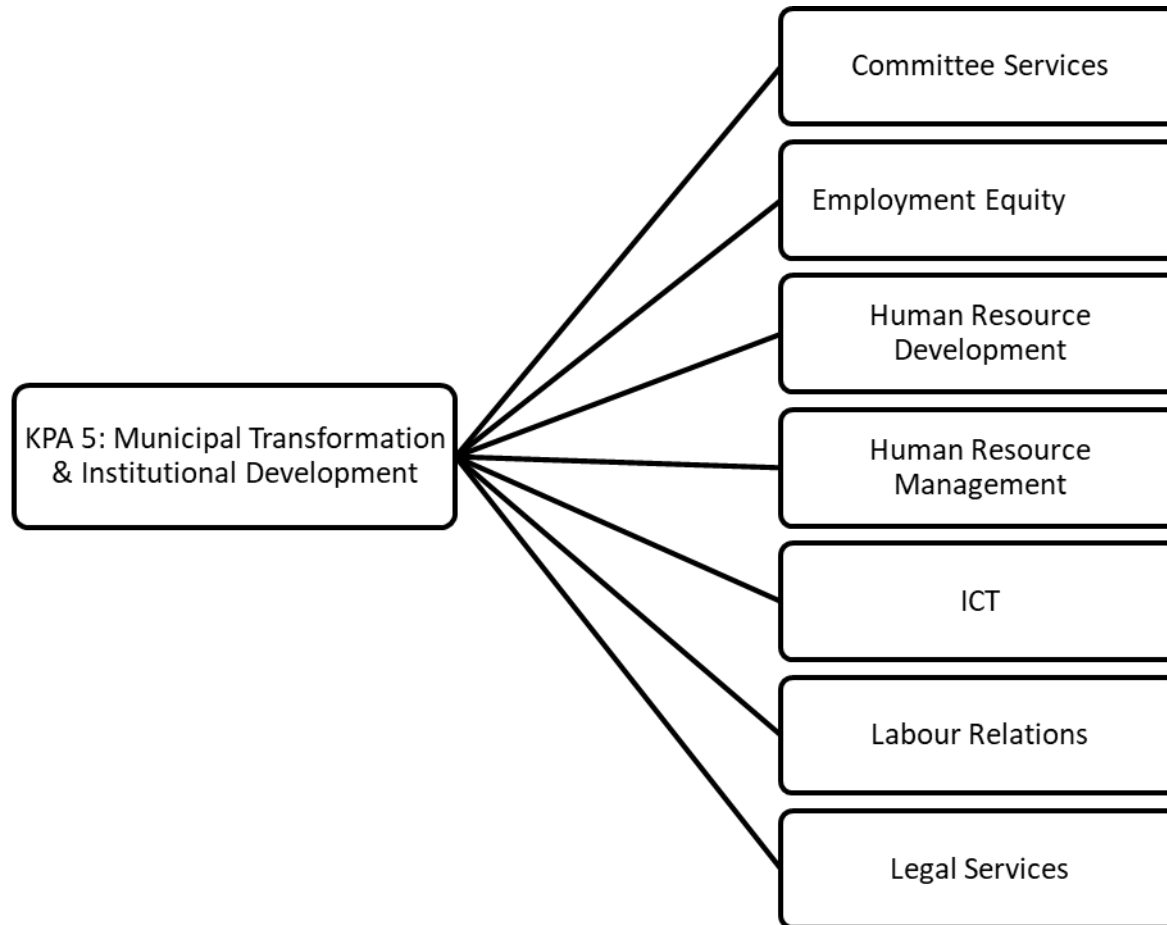 Committee Services
Employment Equity
Human Resource
Development
KPA 5: Municipal Transformation
& Institutional Development
Human Resource
Management
ICT
Labour Relations
Legal Services